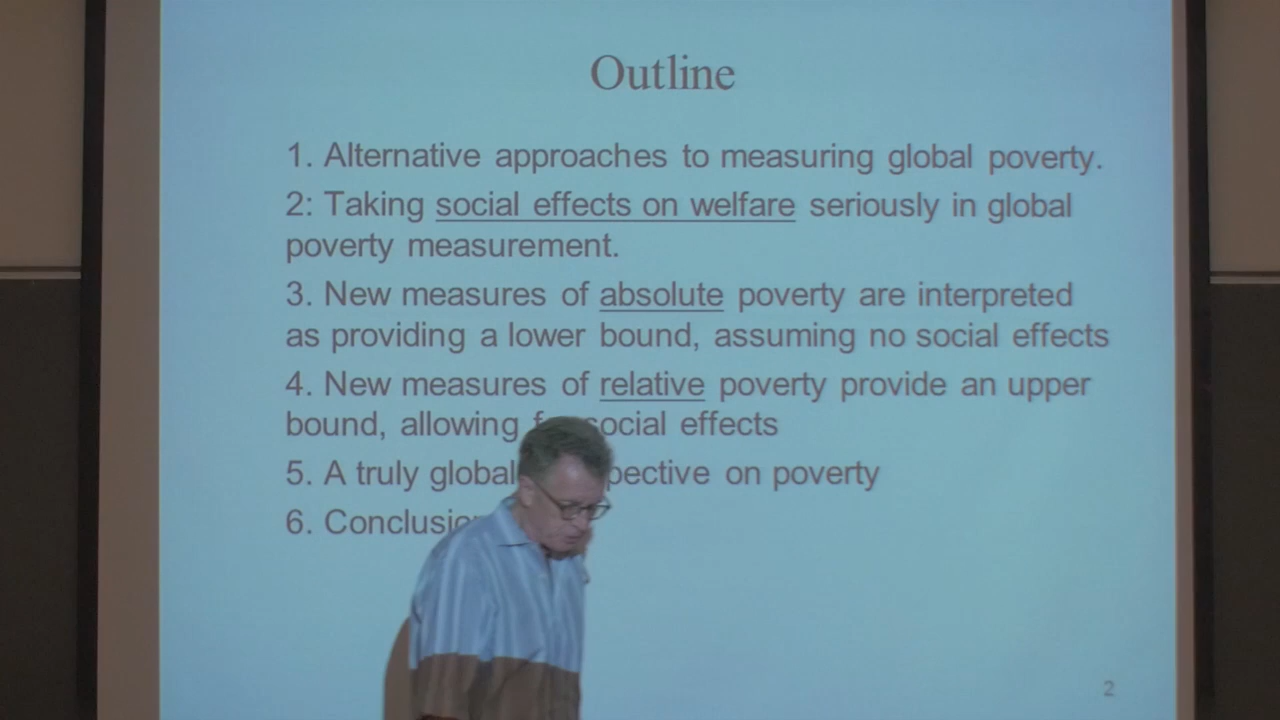 Outline
1. Alternative approaches to measuring global poverty.
2: Taking social effects on welfare seriously in global
poverty measurement.
3. New measures of absolute poverty are interpreted
as providing a lower bound, assuming no social effects
4. New measures of relative poverty provide an upper
bound, allowing social effects
5. A truly global on poverty
6.
2